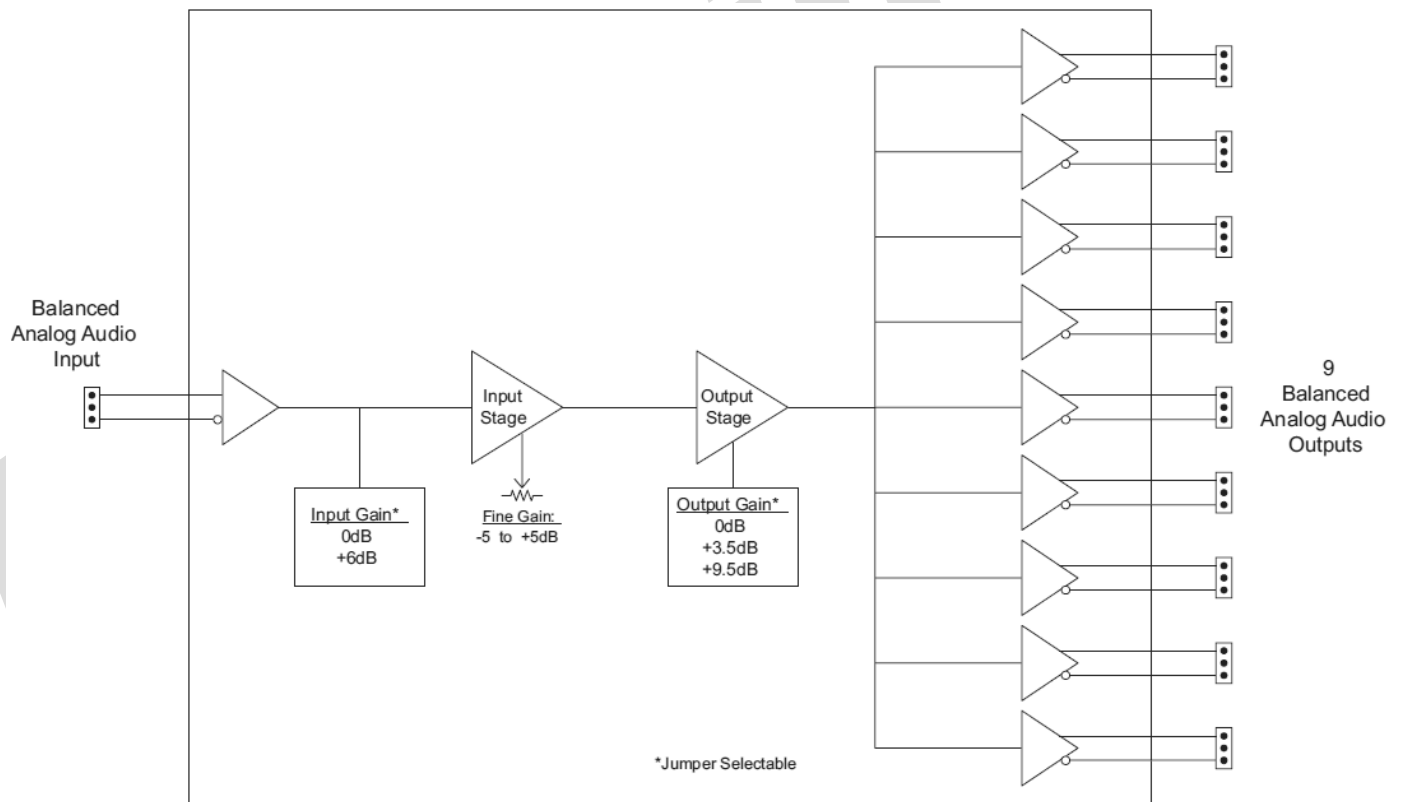 Balanced
Analog Audio
Input
Input
Stage
Output
Stage
Input Gain*
0dB
+6dB
Fine Gain:
-5 to +5dB
Output Gain*
0dB
+3.5dB
+9.5dB
9
Balanced
Analog Audio
Outputs
*Jumper Selectable